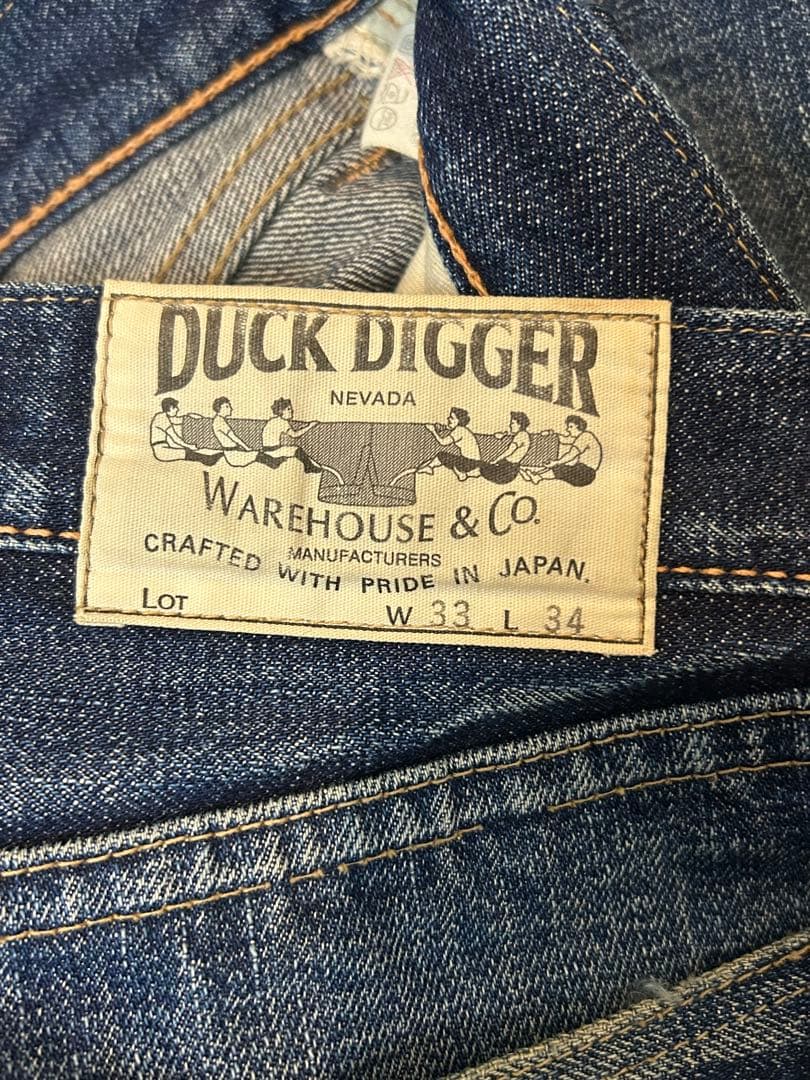 DUCK DIGGER
NEVADA
WAREHOUSE & CO.
MANUFACTURERS
CRAFTED WITH PRIDE IN JAPAN.
LOT W 33 L 34